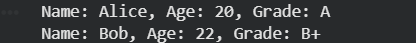 Name: Alice, Age: 20, Grade: A
Name: Bob, Age: 22, Grade: B+